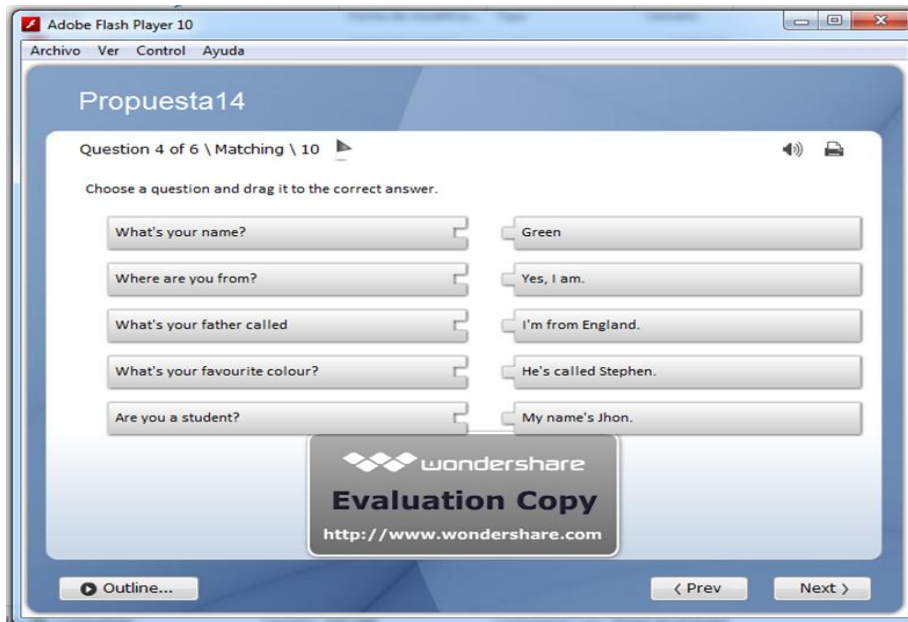 Adobe Flash Player 10
Archivo Ver Control Ayuda
Propuesta14
Question 4 of 6 \ Matching \ 10
Choose a question and drag it to the correct answer.
What's your name? Green
Where are you from? Yes, I am.
What's your father called I'm from England.
What's your favourite colour? He's called Stephen.
Are you a student? My name's Jhon.
wondershare
Evaluation Copy
http://www.wondershare.com
Outline... Prev Next